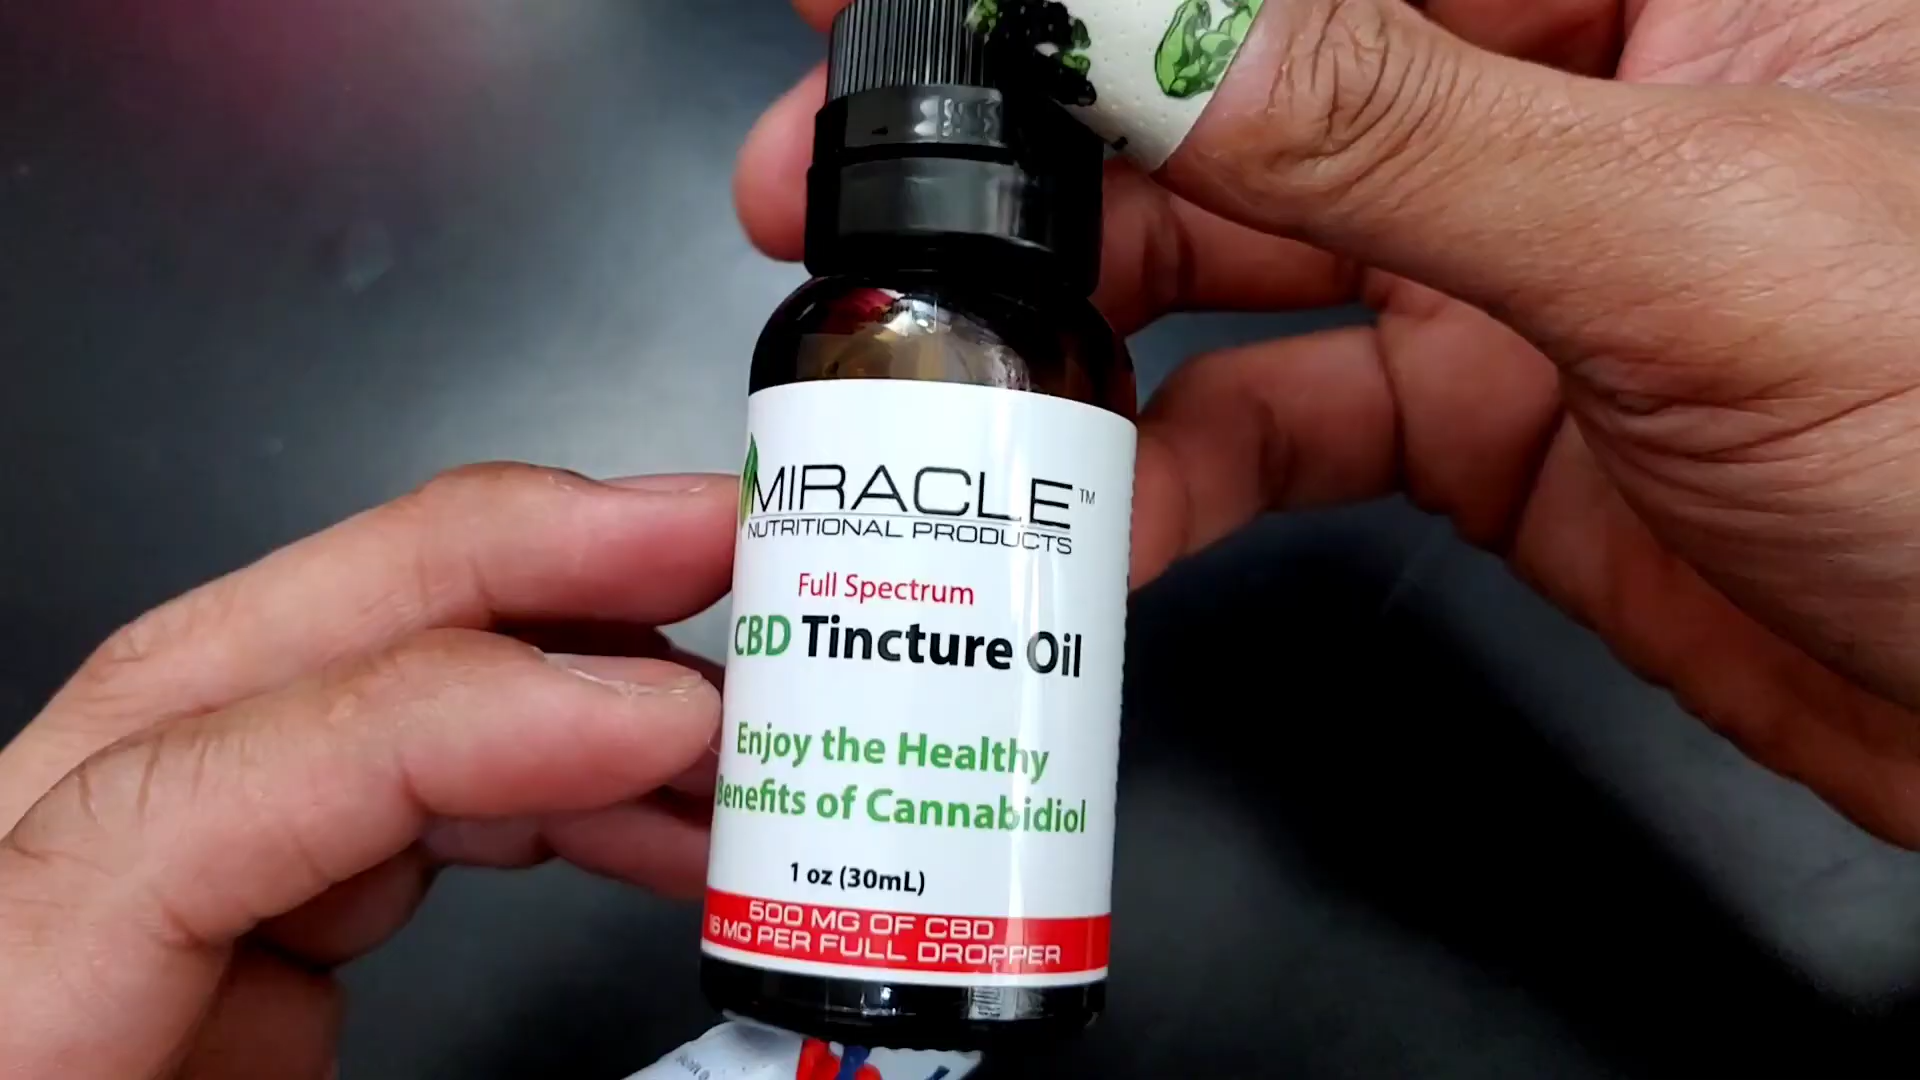 MIRACLE™
NUTRITIONAL PRODUCTS
Full Spectrum
CBD Tincture Oil
Enjoy the Healthy
Benefits of Cannabidiol
1 oz (30mL)
500 MG OF CBD
16 MG PER FULL DROPPER